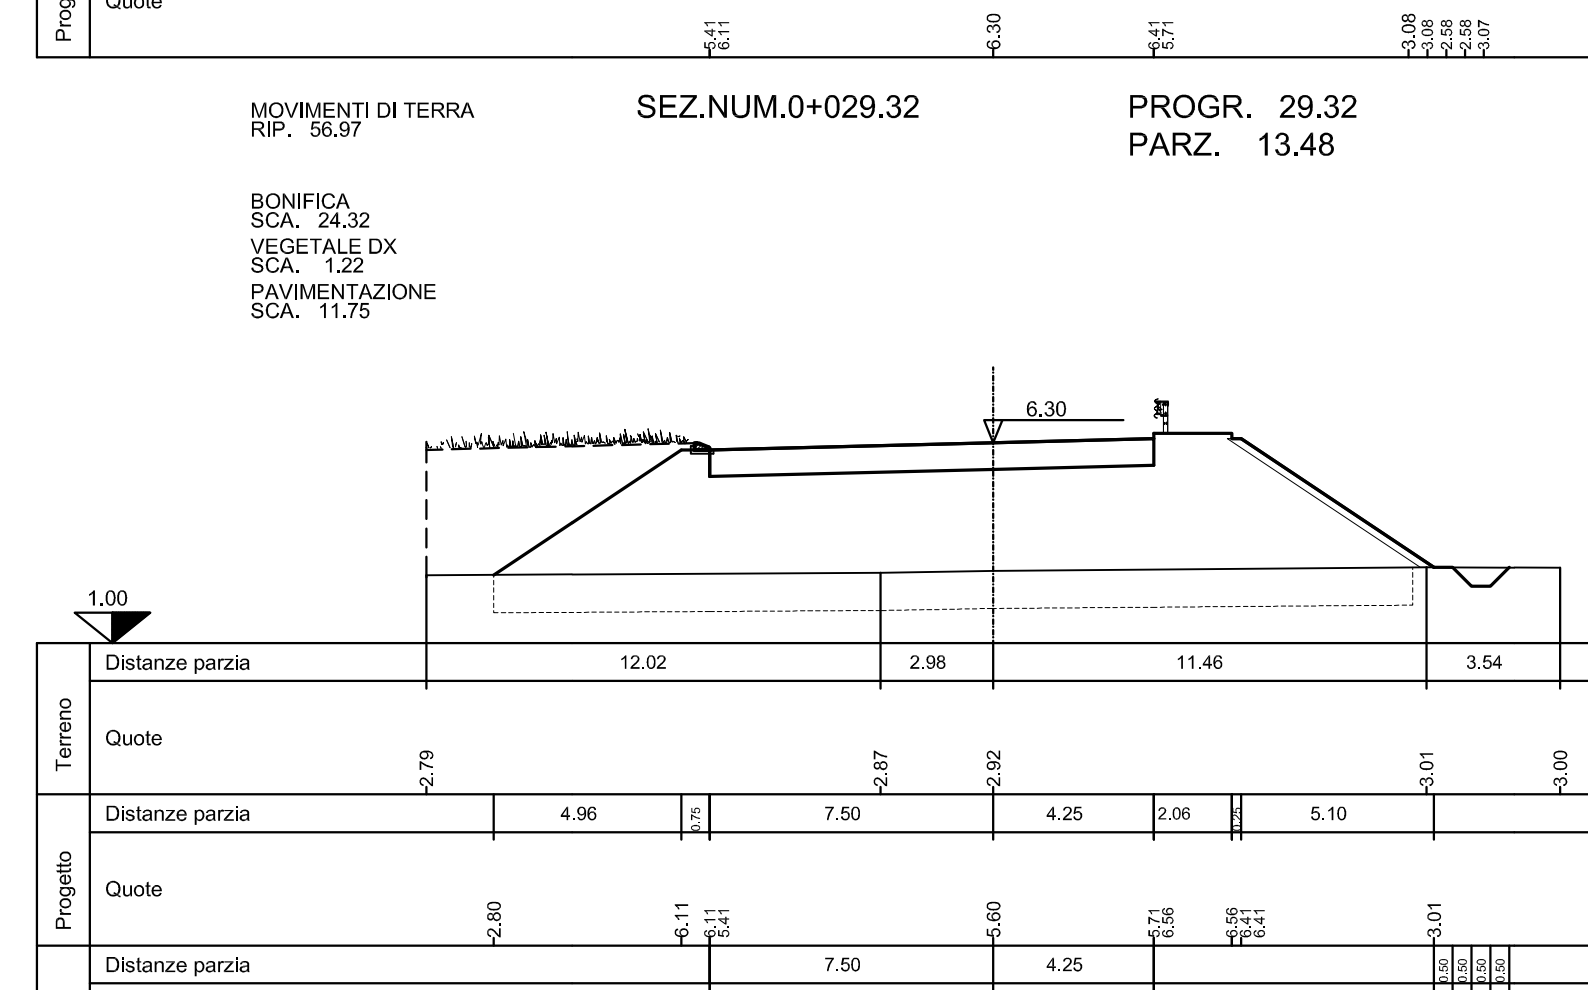 Prog
Quote
5.41
6.11
6.30
6.41
5.71
3.08
3.08
2.58
2.58
3.07
MOVIMENTI DI TERRA
RIP. 56.97
SEZ.NUM.0+029.32
PROGR. 29.32
PARZ. 13.48
BONIFICA
SCA. 24.32
VEGETALE DX
SCA. 1.22
PAVIMENTAZIONE
SCA. 11.75
6.30
1.00
Terreno
Distanze parzia
12.02
2.98
11.46
3.54
Quote
2.79
2.87
2.92
3.01
3.00
Progetto
Distanze parzia
4.96
0.75
7.50
4.25
2.06
0.25
5.10
Quote
2.80
6.11
6.11
5.41
5.60
5.71
6.56
6.56
6.41
6.41
3.01
Distanze parzia
7.50
4.25
0.50
0.50
0.50
0.50